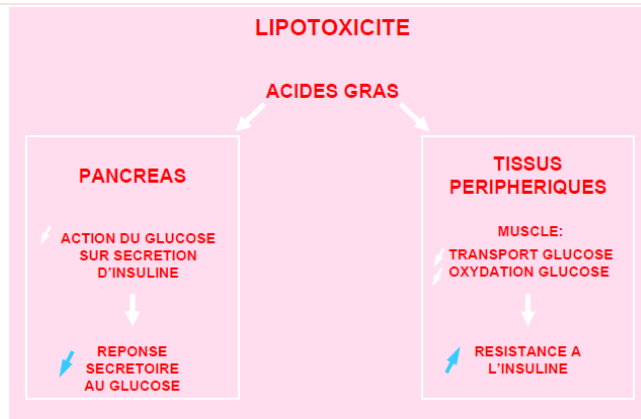 LIPOTOXICITE
ACIDES GRAS
PANCREAS
ACTION DU GLUCOSE
SUR SECRETION
D'INSULINE
REPONSE
SECRETOIRE
AU GLUCOSE
TISSUS
PERIPHERIQUES
MUSCLE:
TRANSPORT GLUCOSE
OXYDATION GLUCOSE
RESISTANCE A
L'INSULINE